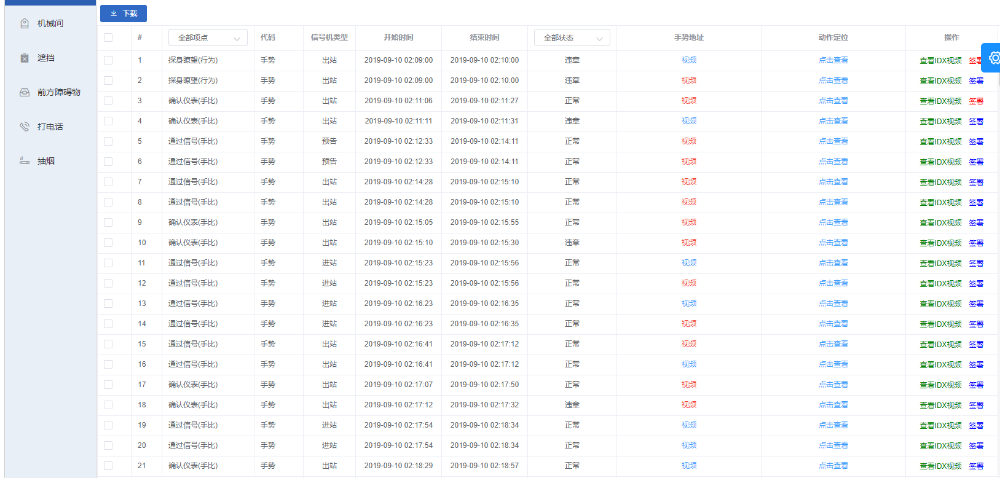 机械间
遮挡
前方障碍物
打电话
抽烟
下载
# 全部项点 代码 信号机类型 开始时间 结束时间 全部状态 手势地址 动作定位 操作
1 探身瞭望(行为) 手势 出站 2019-09-10 02:09:00 2019-09-10 02:10:00 违章 视频 点击查看 查看IDX视频 签
2 探身瞭望(行为) 手势 出站 2019-09-10 02:09:00 2019-09-10 02:10:00 违章 视频 点击查看 查看IDX视频 签署
3 确认仪表(手比) 手势 出站 2019-09-10 02:11:06 2019-09-10 02:11:27 正常 视频 点击查看 查看IDX视频 签署
4 确认仪表(手比) 手势 出站 2019-09-10 02:11:11 2019-09-10 02:11:31 违章 视频 点击查看 查看IDX视频 签署
5 通过信号(手比) 手势 预告 2019-09-10 02:12:33 2019-09-10 02:14:11 正常 视频 点击查看 查看IDX视频 签署
6 通过信号(手比) 手势 预告 2019-09-10 02:12:33 2019-09-10 02:14:11 正常 视频 点击查看 查看IDX视频 签署
7 通过信号(手比) 手势 出站 2019-09-10 02:14:28 2019-09-10 02:15:10 正常 视频 点击查看 查看IDX视频 签署
8 通过信号(手比) 手势 出站 2019-09-10 02:14:28 2019-09-10 02:15:10 正常 视频 点击查看 查看IDX视频 签署
9 确认仪表(手比) 手势 出站 2019-09-10 02:15:05 2019-09-10 02:15:55 正常 视频 点击查看 查看IDX视频 签署
10 确认仪表(手比) 手势 出站 2019-09-10 02:15:10 2019-09-10 02:15:30 违章 视频 点击查看 查看IDX视频 签署
11 通过信号(手比) 手势 进站 2019-09-10 02:15:23 2019-09-10 02:15:56 正常 视频 点击查看 查看IDX视频 签署
12 通过信号(手比) 手势 进站 2019-09-10 02:15:23 2019-09-10 02:15:56 正常 视频 点击查看 查看IDX视频 签署
13 通过信号(手比) 手势 进站 2019-09-10 02:16:23 2019-09-10 02:16:35 正常 视频 点击查看 查看IDX视频 签署
14 通过信号(手比) 手势 进站 2019-09-10 02:16:23 2019-09-10 02:16:35 正常 视频 点击查看 查看IDX视频 签署
15 通过信号(手比) 手势 出站 2019-09-10 02:16:41 2019-09-10 02:17:12 正常 视频 点击查看 查看IDX视频 签署
16 通过信号(手比) 手势 出站 2019-09-10 02:16:41 2019-09-10 02:17:12 正常 视频 点击查看 查看IDX视频 签署
17 确认仪表(手比) 手势 出站 2019-09-10 02:17:07 2019-09-10 02:17:50 正常 视频 点击查看 查看IDX视频 签署
18 确认仪表(手比) 手势 出站 2019-09-10 02:17:12 2019-09-10 02:17:32 违章 视频 点击查看 查看IDX视频 签署
19 通过信号(手比) 手势 进站 2019-09-10 02:17:54 2019-09-10 02:18:34 正常 视频 点击查看 查看IDX视频 签署
20 通过信号(手比) 手势 进站 2019-09-10 02:17:54 2019-09-10 02:18:34 正常 视频 点击查看 查看IDX视频 签署
21 确认仪表(手比) 手势 出站 2019-09-10 02:18:29 2019-09-10 02:18:57 正常 视频 点击查看 查看IDX视频 签署